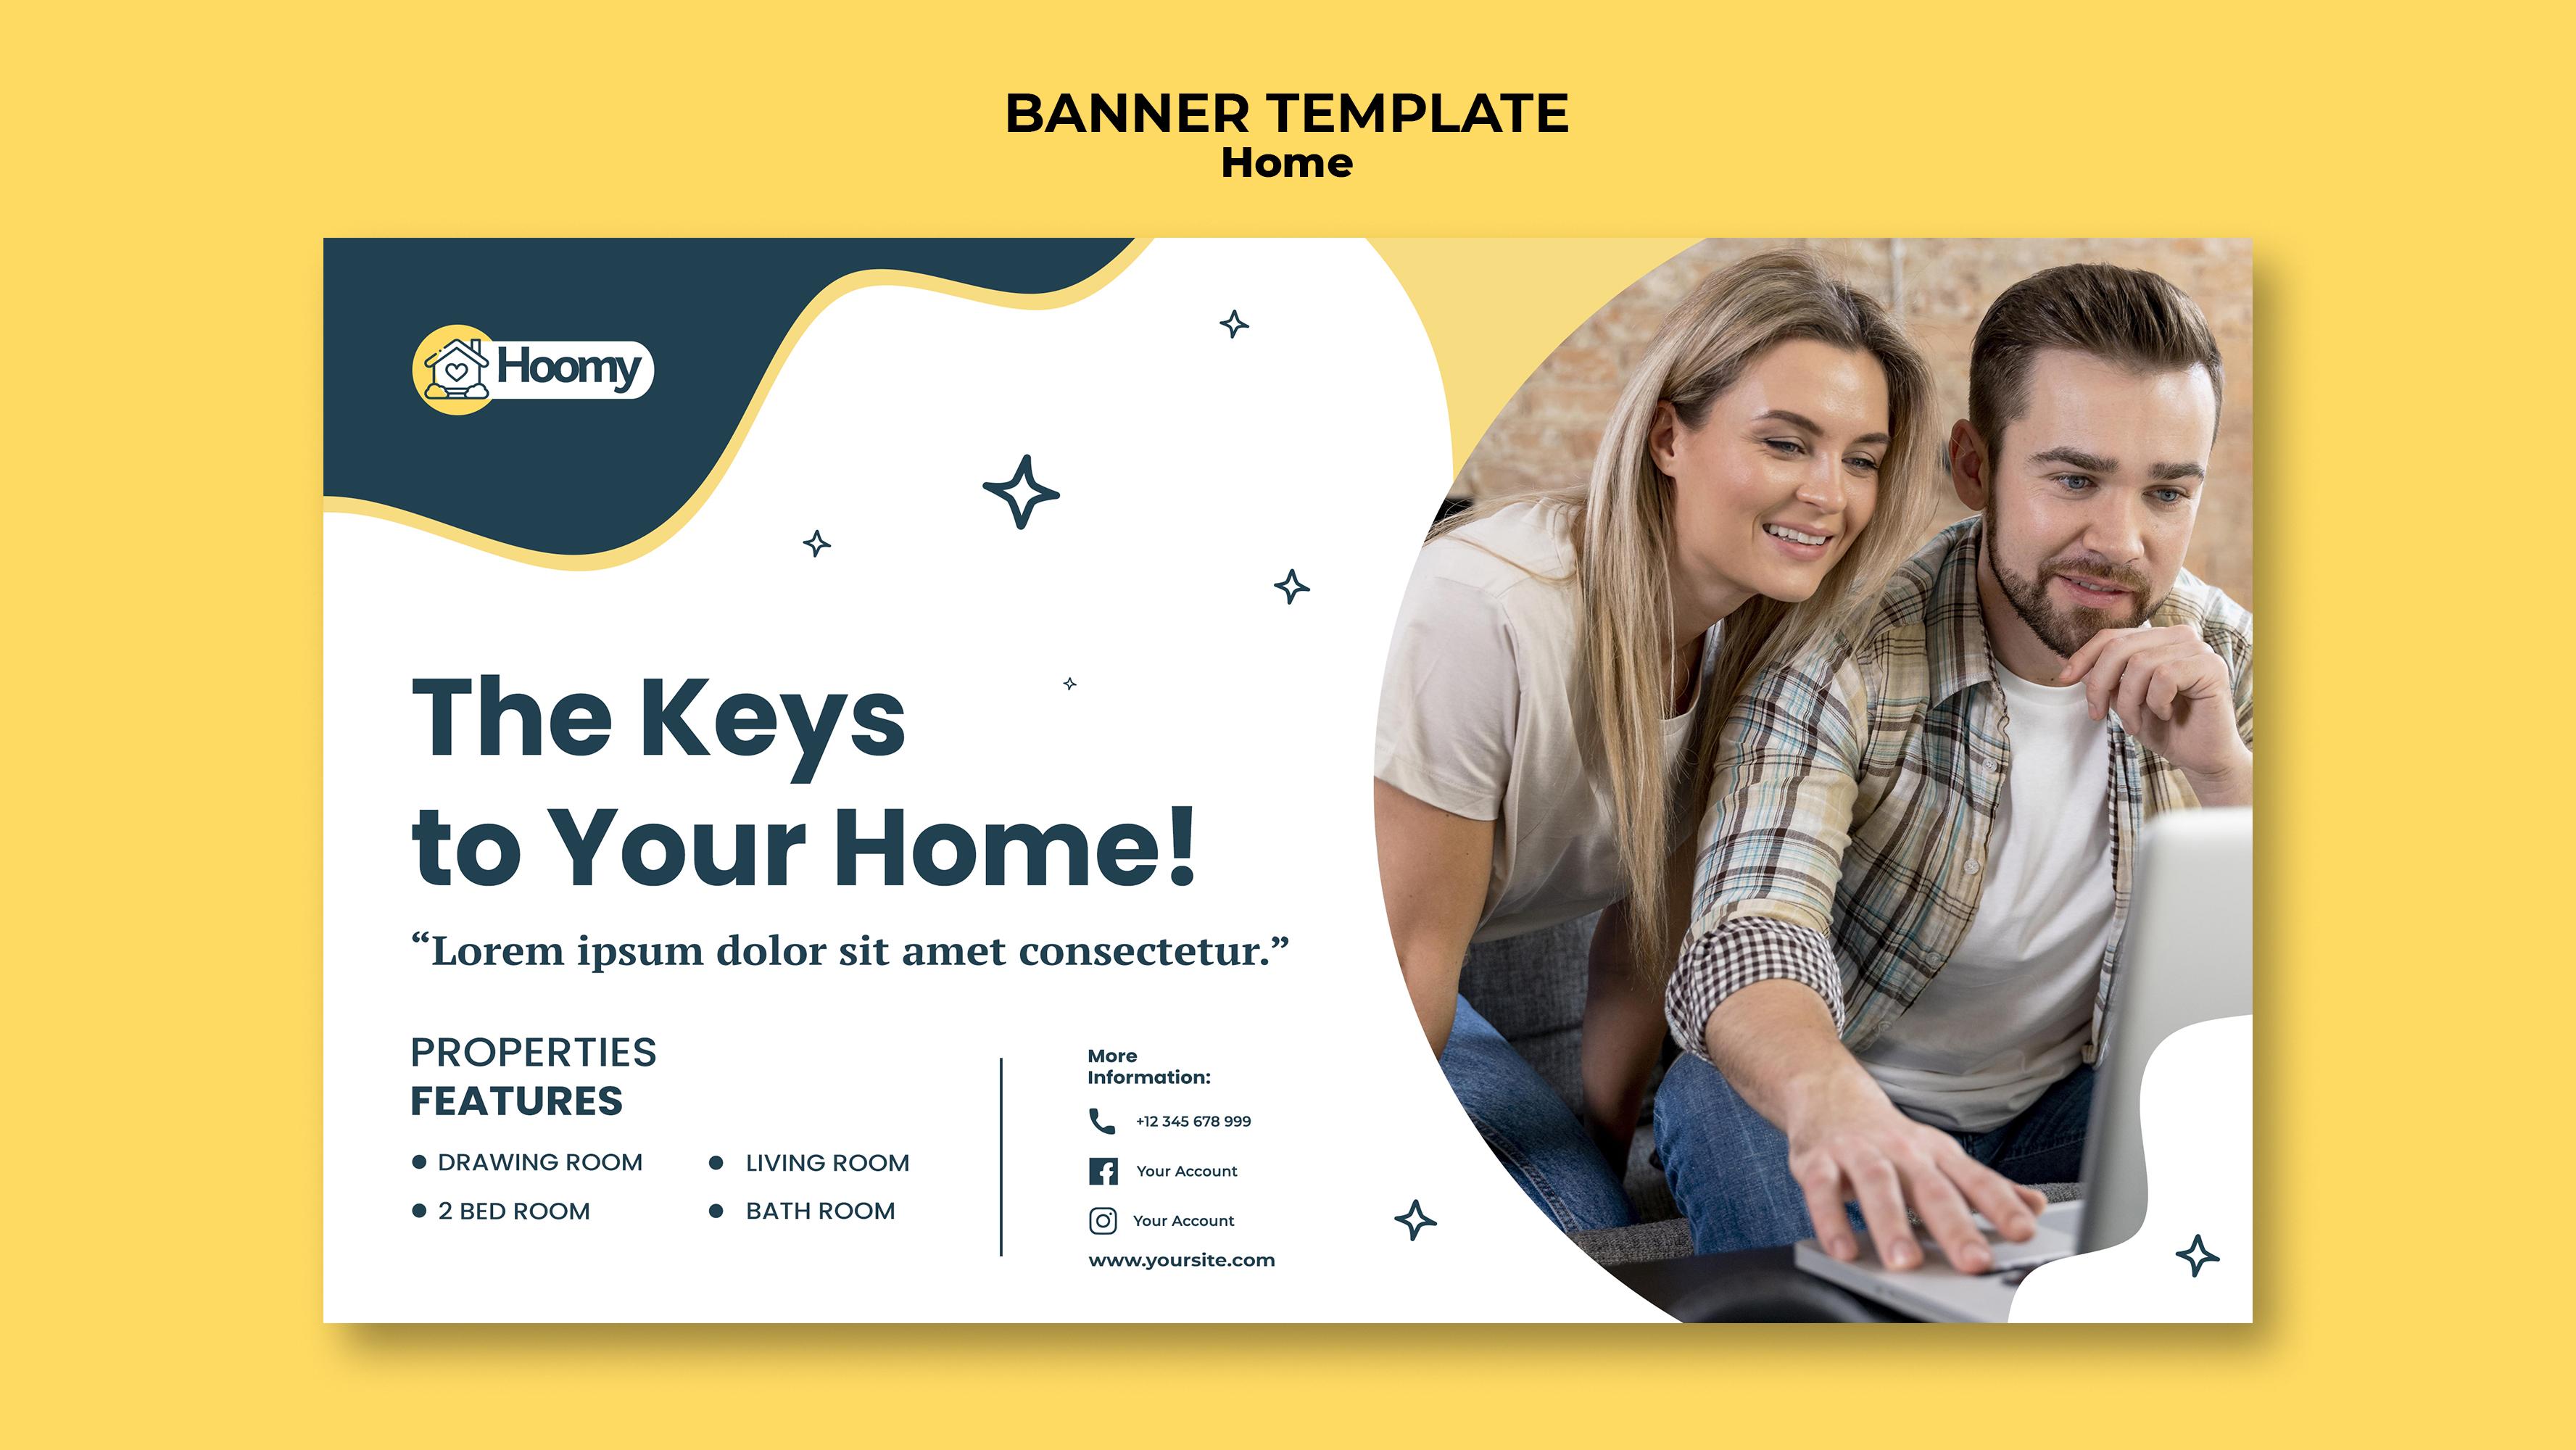 BANNER TEMPLATE
Home
Hoomy
The Keys
to Your Home!
“Lorem ipsum dolor sit amet consectetur.”
PROPERTIES
FEATURES
DRAWING ROOM
LIVING ROOM
2 BED ROOM
BATH ROOM
More
Information:
+12 345 678 999
Your Account
Your Account
www.yoursite.com